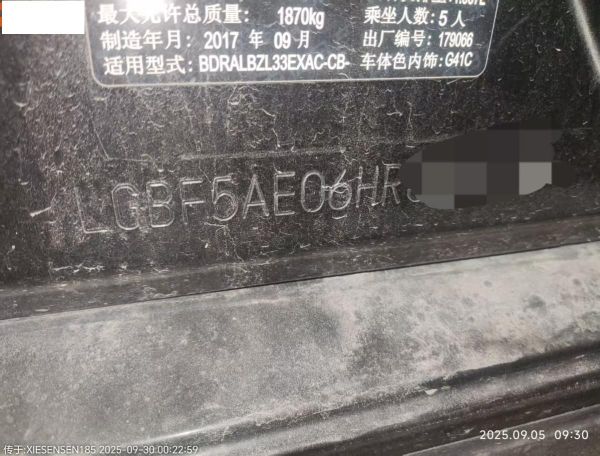 最大允许总质量： 1870kg 乘坐人数：5 人
制造年月：2017 年 09 月 出厂编号：179066
适用型式：BDRALBZL33EXAC-CB- 车体色内饰：G41C
LGBF5AE06HR
2025.09.05 09:30
传于:XIESENSEN185 2025-09-30 00:22:59